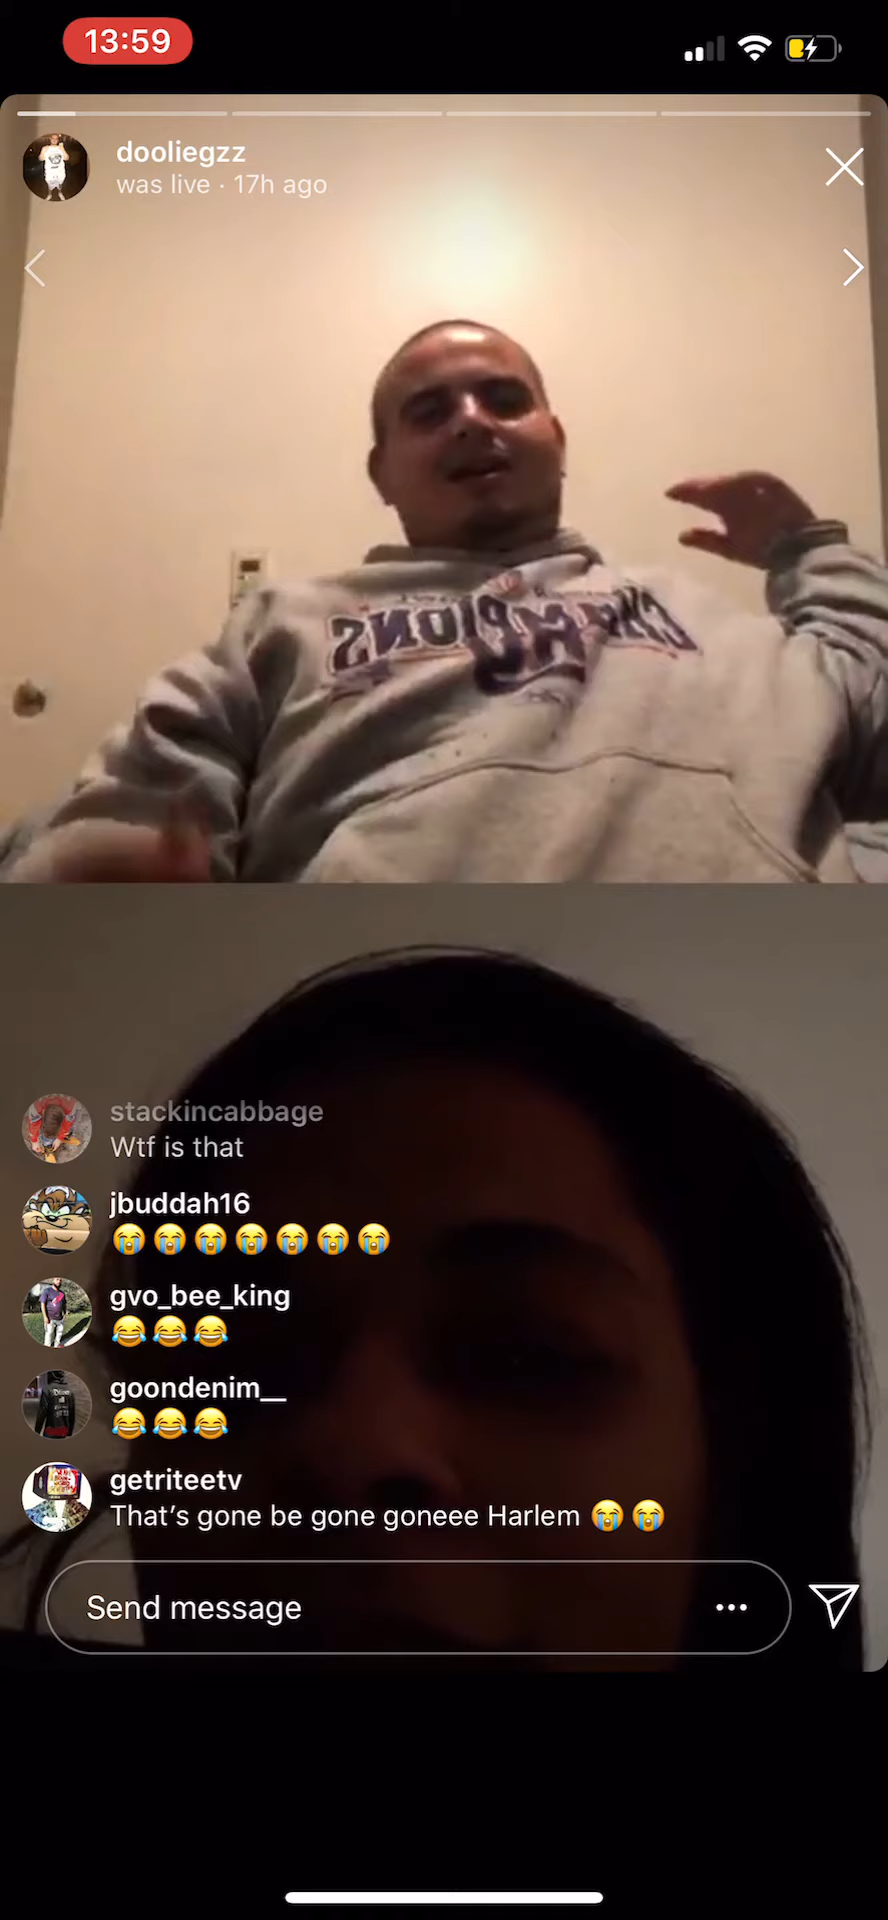 13:59
dooliegzz
was live · 17h ago
CHAMPIONS
stackincabbage
Wtf is that
jbuddah16
😭😭😭😭😭😭😭
gvo_bee_king
😂😂😂
goondenim__
😂😂😂
getriteetv
That’s gone be gone goneee Harlem 😭😭
Send message